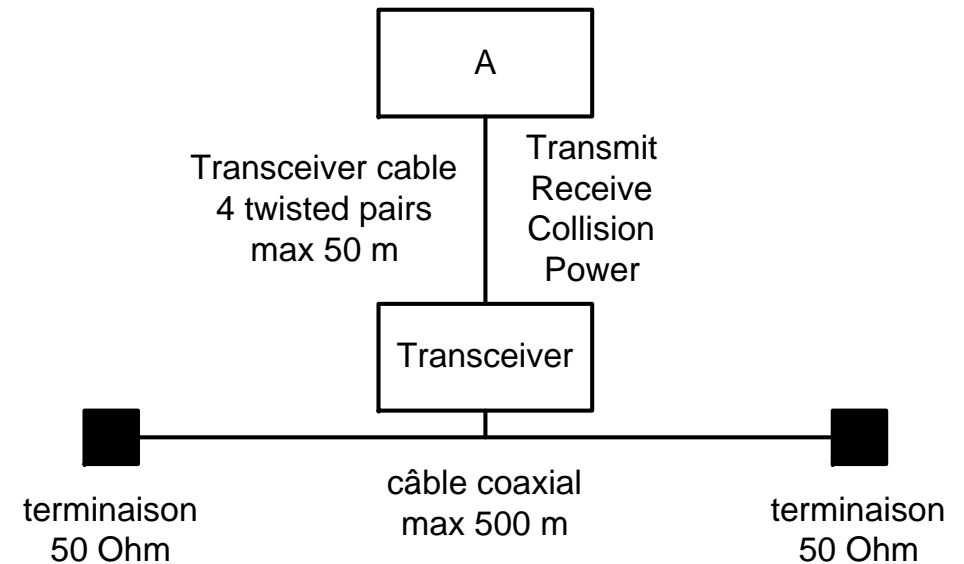 A
Transceiver cable
4 twisted pairs
max 50 m
Transmit
Receive
Collision
Power
Transceiver
câble coaxial
max 500 m
terminaison
50 Ohm
terminaison
50 Ohm